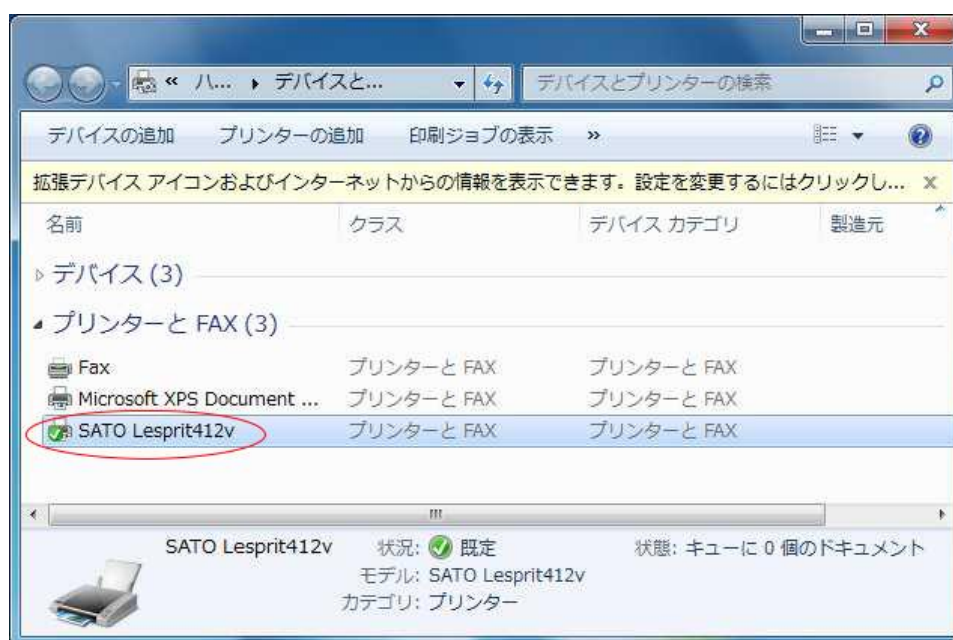 « ハ... デバイスと... デバイスとプリンターの検索
デバイスの追加 プリンターの追加 印刷ジョブの表示 »
拡張デバイス アイコンおよびインターネットからの情報を表示できます。設定を変更するにはクリックし... ×
名前 クラス デバイス カテゴリ 製造元
デバイス (3)
プリンターと FAX (3)
Fax プリンターと FAX プリンターと FAX
Microsoft XPS Document ... プリンターと FAX プリンターと FAX
SATO Lesprit412v プリンターと FAX プリンターと FAX
SATO Lesprit412v 状況: 既定 状態: キューに 0 個のドキュメント
モデル: SATO Lesprit412v
カテゴリ: プリンター